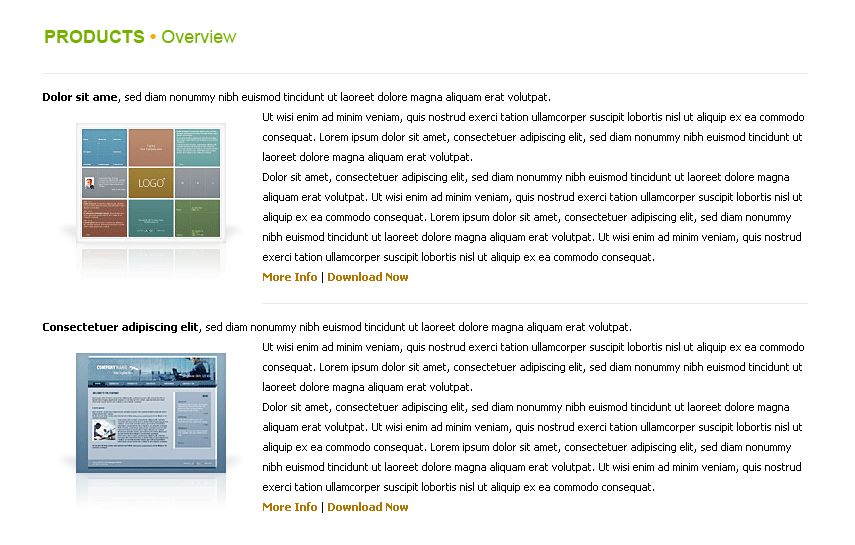 PRODUCTS • Overview
Dolor sit ame, sed diam nonummy nibh euismod tincidunt ut laoreet dolore magna aliquam erat volutpat.
Ut wisi enim ad minim veniam, quis nostrud exerci tation ullamcorper suscipit lobortis nisl ut aliquip ex ea commodo
consequat. Lorem ipsum dolor sit amet, consectetuer adipiscing elit, sed diam nonummy nibh euismod tincidunt ut
laoreet dolore magna aliquam erat volutpat.
Dolor sit amet, consectetuer adipiscing elit, sed diam nonummy nibh euismod tincidunt ut laoreet dolore magna
aliquam erat volutpat. Ut wisi enim ad minim veniam, quis nostrud exerci tation ullamcorper suscipit lobortis nisl ut
aliquip ex ea commodo consequat. Lorem ipsum dolor sit amet, consectetuer adipiscing elit, sed diam nonummy
nibh euismod tincidunt ut laoreet dolore magna aliquam erat volutpat. Ut wisi enim ad minim veniam, quis nostrud
exerci tation ullamcorper suscipit lobortis nisl ut aliquip ex ea commodo consequat.
LOGO
More Info | Download Now
Consectetuer adipiscing elit, sed diam nonummy nibh euismod tincidunt ut laoreet dolore magna aliquam erat volutpat.
Ut wisi enim ad minim veniam, quis nostrud exerci tation ullamcorper suscipit lobortis nisl ut aliquip ex ea commodo
consequat. Lorem ipsum dolor sit amet, consectetuer adipiscing elit, sed diam nonummy nibh euismod tincidunt ut
laoreet dolore magna aliquam erat volutpat.
Dolor sit amet, consectetuer adipiscing elit, sed diam nonummy nibh euismod tincidunt ut laoreet dolore magna
aliquam erat volutpat. Ut wisi enim ad minim veniam, quis nostrud exerci tation ullamcorper suscipit lobortis nisl ut
aliquip ex ea commodo consequat. Lorem ipsum dolor sit amet, consectetuer adipiscing elit, sed diam nonummy
nibh euismod tincidunt ut laoreet dolore magna aliquam erat volutpat. Ut wisi enim ad minim veniam, quis nostrud
exerci tation ullamcorper suscipit lobortis nisl ut aliquip ex ea commodo consequat.
COMPANY NAME
More Info | Download Now